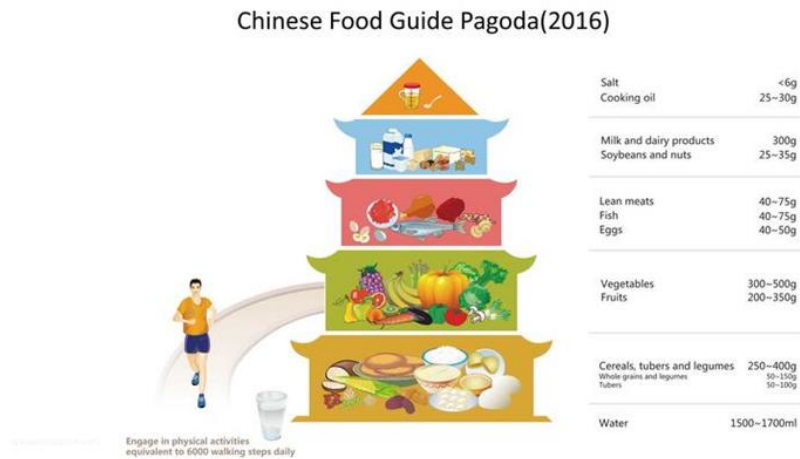 Chinese Food Guide Pagoda(2016)
Salt <6g
Cooking oil 25~30g
Milk and dairy products 300g
Soybeans and nuts 25~35g
Lean meats 40~75g
Fish 40~75g
Eggs 40~50g
Vegetables 300~500g
Fruits 200~350g
Cereals, tubers and legumes 250~400g
Whole grains and legumes 50~150g
Tubers 50~100g
Water 1500~1700ml
Engage in physical activities
equivalent to 6000 walking steps daily